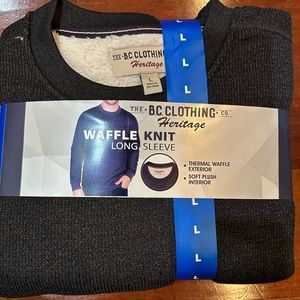 THE BC CLOTHING CO
Heritage
L
L
L
THE BC CLOTHING CO.
Heritage
WAFFLE KNIT
LONG SLEEVE
• THERMAL WAFFLE
EXTERIOR
• SOFT PLUSH
INTERIOR
L
L
L
L